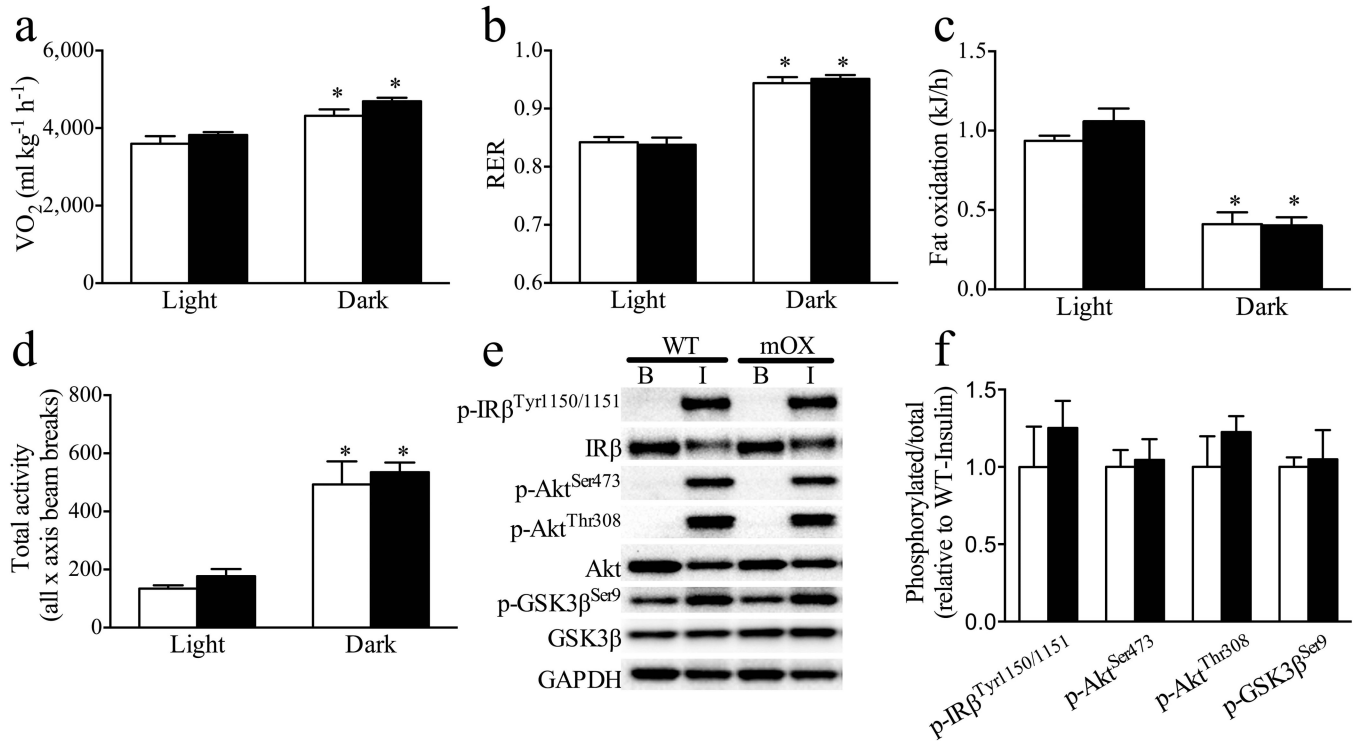 a
VO2 (ml kg-1 h-1)
6,000
4,000
2,000
0
* *
Light Dark
b
RER
1.0
0.9
0.8
0.7
0.6
* *
Light Dark
c
Fat oxidation (kJ/h)
1.5
1.0
0.5
0.0
* *
Light Dark
d
Total activity
(all x axis beam breaks)
800
600
400
200
0
* *
Light Dark
e
WT mOX
B I B I
p-IRβTyr1150/1151
IRβ
p-AktSer473
p-AktThr308
Akt
p-GSK3βSer9
GSK3β
GAPDH
f
Phosphorylated/total
(relative to WT-Insulin)
1.5
1.0
0.5
0.0
p-IRβTyr1150/1151
p-AktSer473
p-AktThr308
p-GSK3βSer9